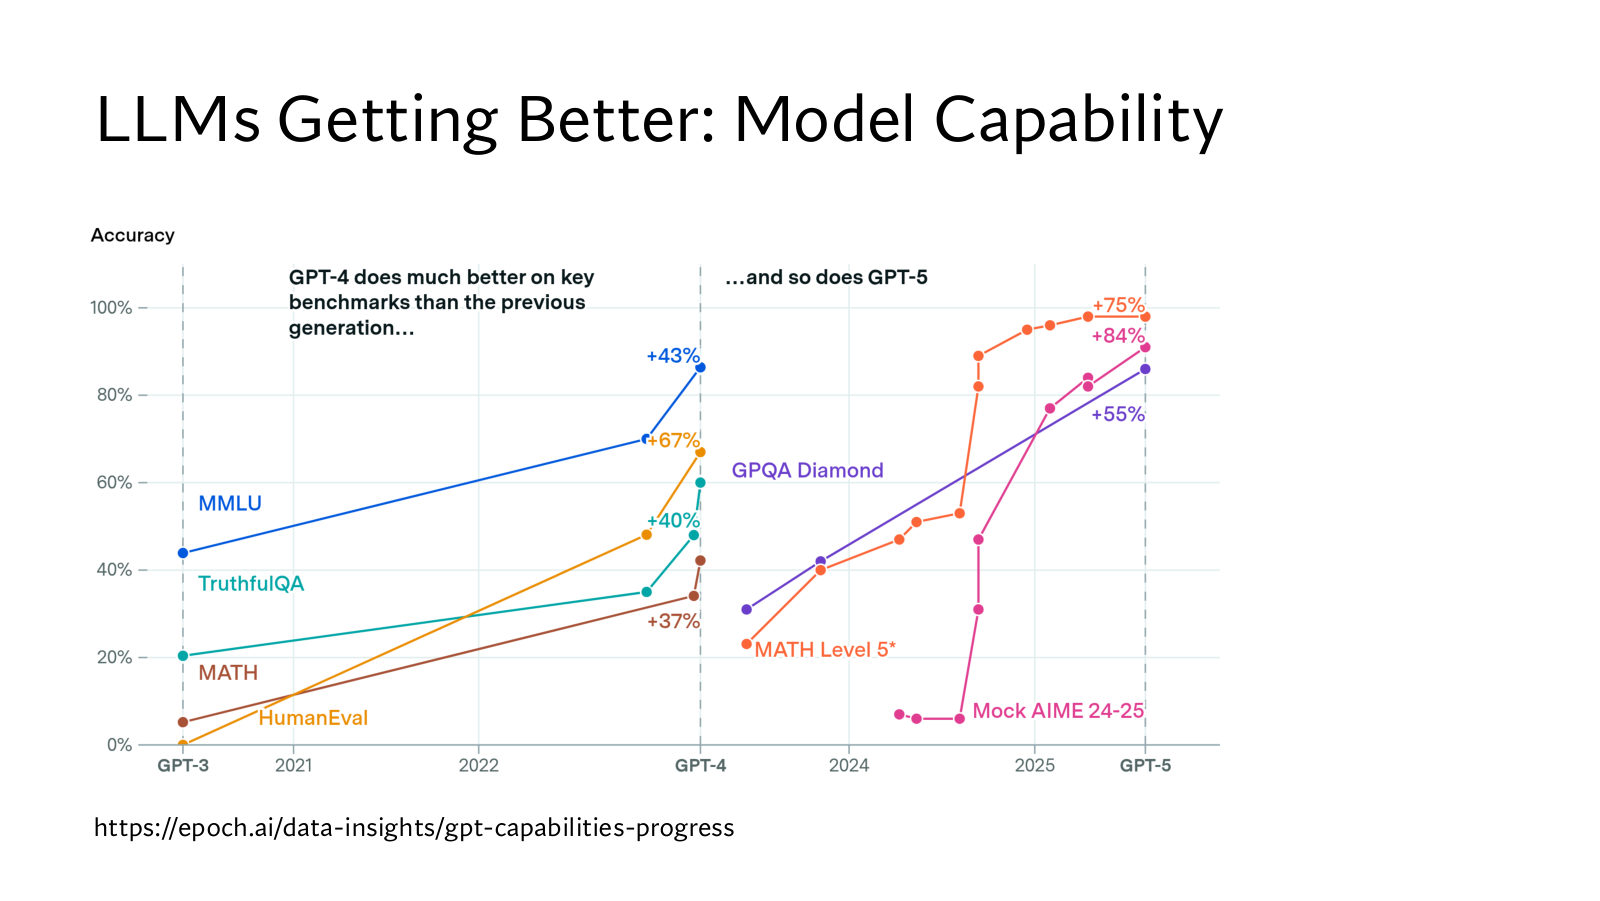 LLMs Getting Better: Model Capability
Accuracy
GPT-4 does much better on key
benchmarks than the previous
generation...
...and so does GPT-5
100%
80%
60%
40%
20%
0%
+43%
+67%
+40%
+37%
MMLU
TruthfulQA
MATH
HumanEval
+75%
+84%
+55%
GPQA Diamond
MATH Level 5*
Mock AIME 24-25
GPT-3
2021
2022
GPT-4
2024
2025
GPT-5
https://epoch.ai/data-insights/gpt-capabilities-progress